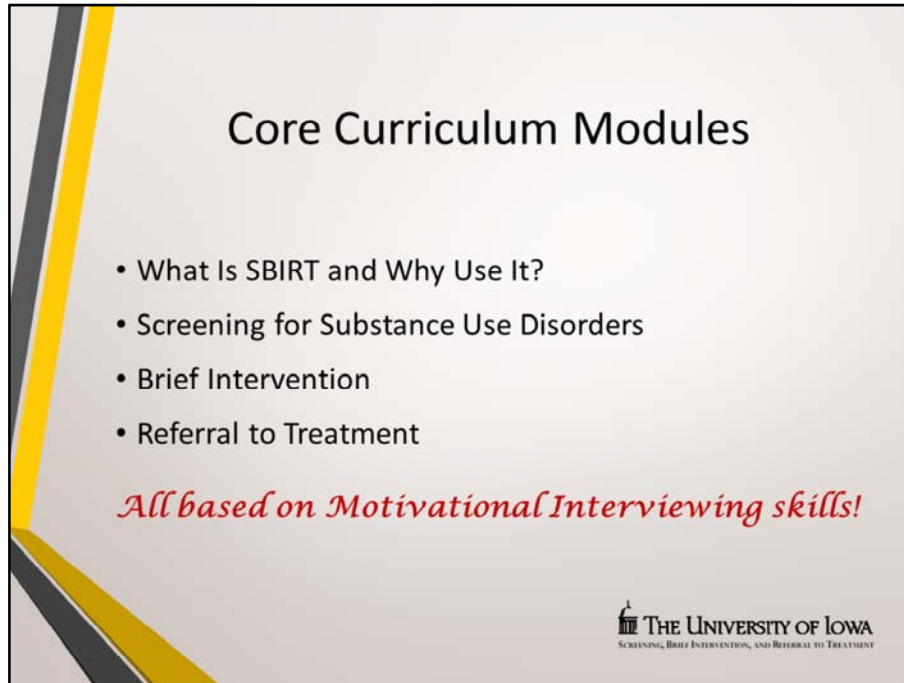 Core Curriculum Modules
• What Is SBIRT and Why Use It?
• Screening for Substance Use Disorders
• Brief Intervention
• Referral to Treatment
All based on Motivational Interviewing skills!
THE UNIVERSITY OF IOWA
SCREENING, BRIEF INTERVENTION, AND REFERRAL TO TREATMENT